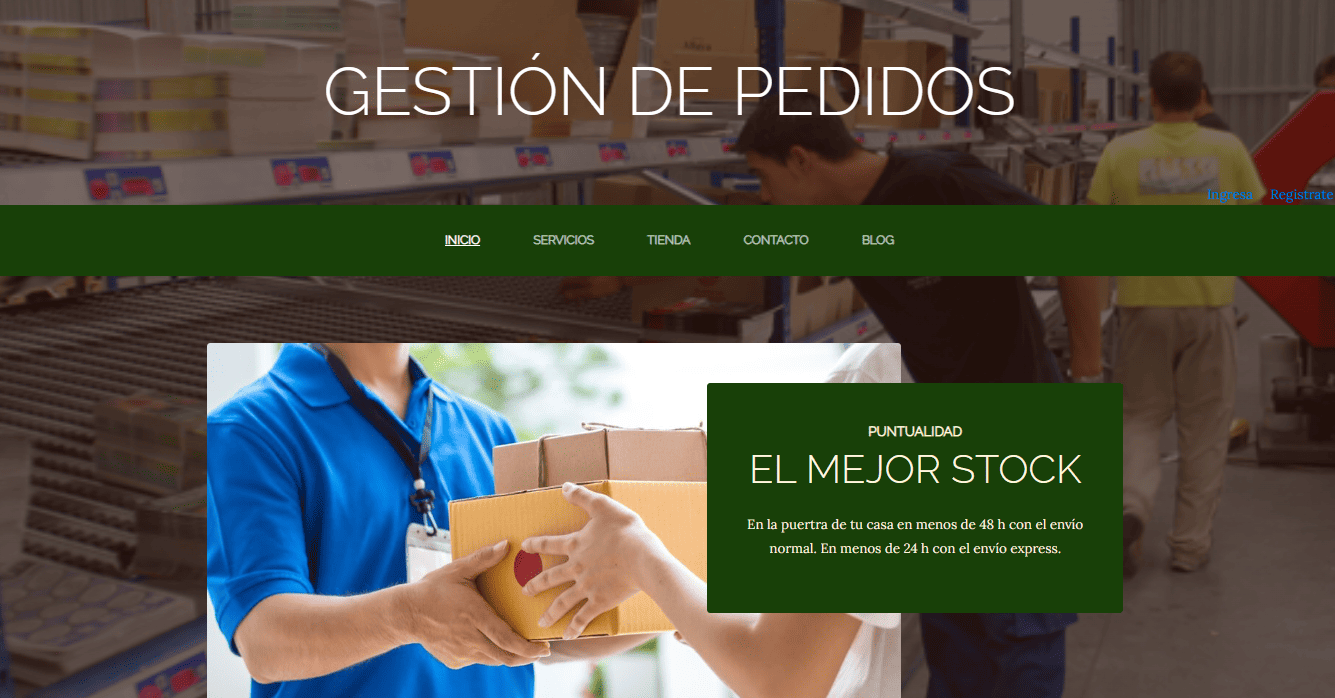 GESTIÓN DE PEDIDOS
Ingresa Registrate
INICIO SERVICIOS TIENDA CONTACTO BLOG
PUNTUALIDAD
EL MEJOR STOCK
En la puertra de tu casa en menos de 48 h con el envío
normal. En menos de 24 h con el envío express.